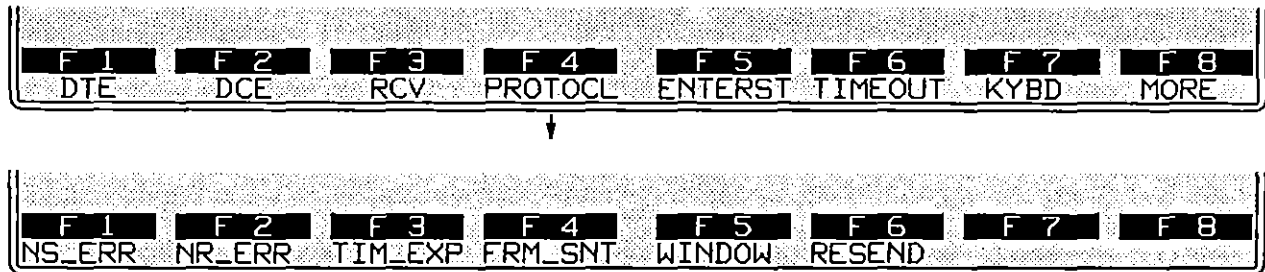 F 1 F 2 F 3 F 4 F 5 F 6 F 7 F 8
DTE DCE RCV PROTOCL ENTERST TIMEOUT KYBD MORE
F 1 F 2 F 3 F 4 F 5 F 6 F 7 F 8
NS_ERR NR_ERR TIM_EXP FRM_SNT WINDOW RESEND